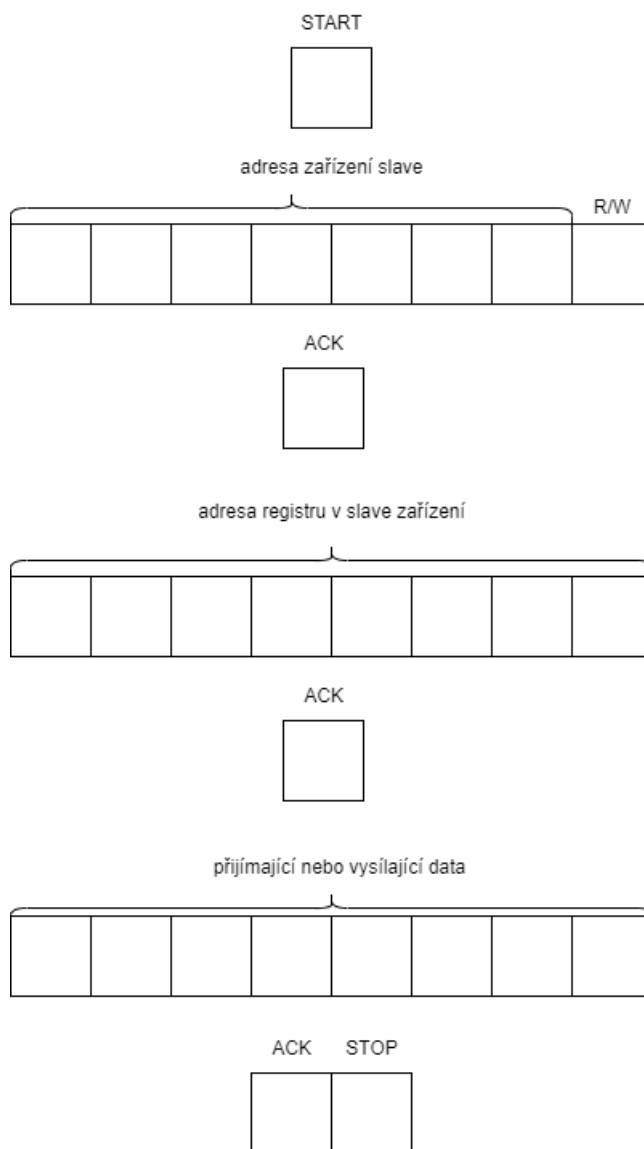 START
adresa zařízení slave
R/W
ACK
adresa registru v slave zařízení
ACK
přijímající nebo vysílající data
ACK STOP